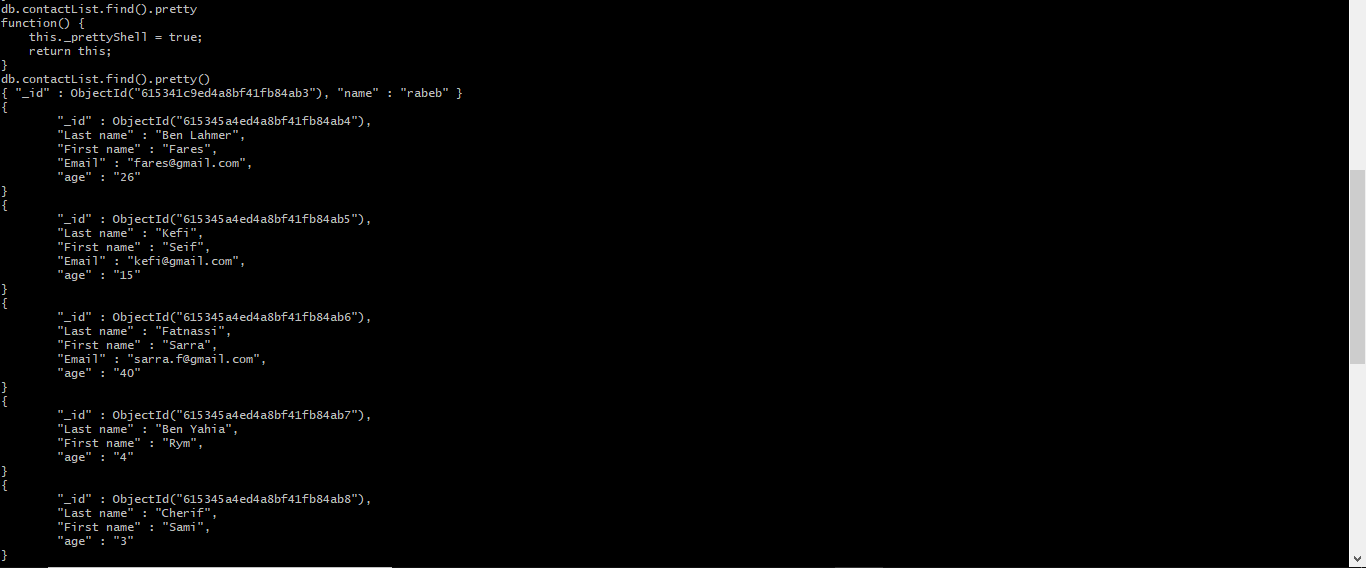 db.contactList.find().pretty
function() {
    this._prettyShell = true;
    return this;
}
db.contactList.find().pretty()
{ "_id" : ObjectId("615341c9ed4a8bf41fb84ab3"), "name" : "rabeb" }
{
        "_id" : ObjectId("615345a4ed4a8bf41fb84ab4"),
        "Last name" : "Ben Lahmer",
        "First name" : "Fares",
        "Email" : "fares@gmail.com",
        "age" : "26"
}
{
        "_id" : ObjectId("615345a4ed4a8bf41fb84ab5"),
        "Last name" : "Kefi",
        "First name" : "Seif",
        "Email" : "kefi@gmail.com",
        "age" : "15"
}
{
        "_id" : ObjectId("615345a4ed4a8bf41fb84ab6"),
        "Last name" : "Fatnassi",
        "First name" : "Sarra",
        "Email" : "sarra.f@gmail.com",
        "age" : "40"
}
{
        "_id" : ObjectId("615345a4ed4a8bf41fb84ab7"),
        "Last name" : "Ben Yahia",
        "First name" : "Rym",
        "age" : "4"
}
{
        "_id" : ObjectId("615345a4ed4a8bf41fb84ab8"),
        "Last name" : "Cherif",
        "First name" : "Sami",
        "age" : "3"
}